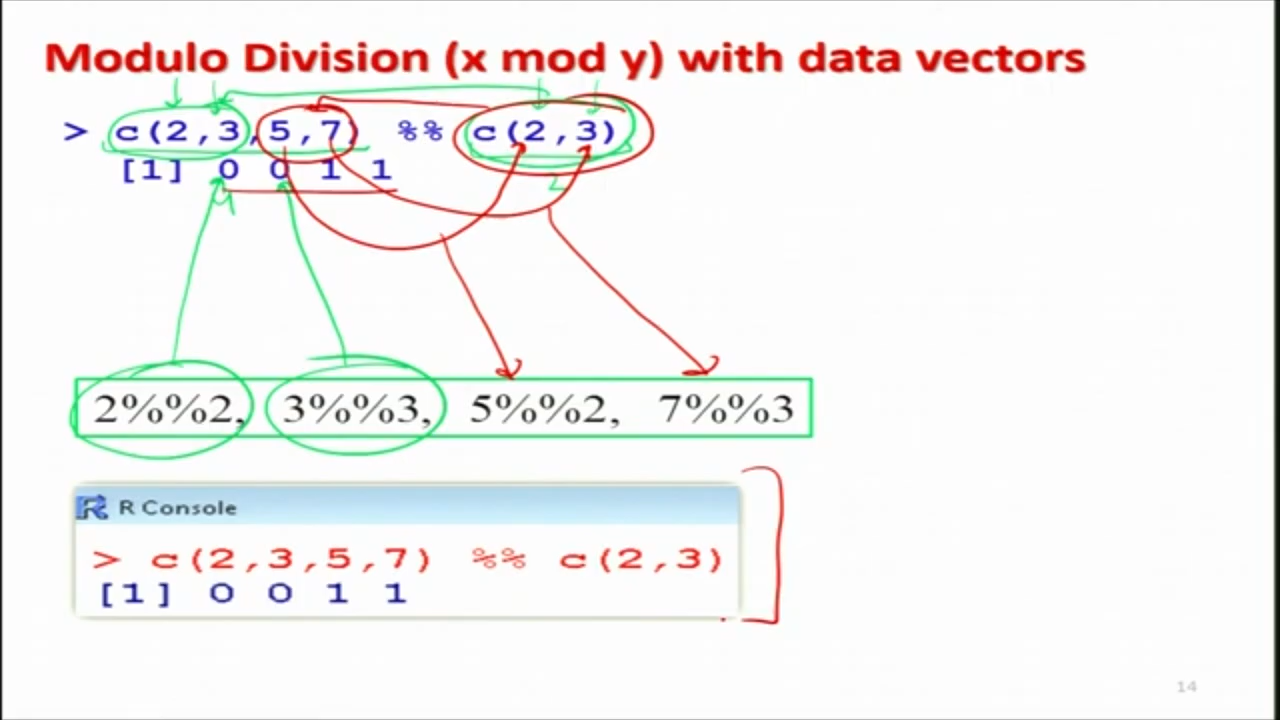 Modulo Division (x mod y) with data vectors
> c(2,3,5,7) %% c(2,3)
[1] 0 0 1 1
2%%2, 3%%3, 5%%2, 7%%3
R Console
> c(2,3,5,7) %% c(2,3)
[1] 0 0 1 1
14